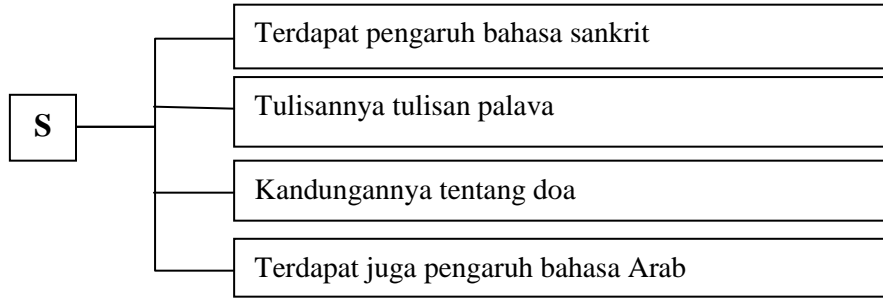 Terdapat pengaruh bahasa sankrit
Tulisannya tulisan palava
S
Kandungannya tentang doa
Terdapat juga pengaruh bahasa Arab